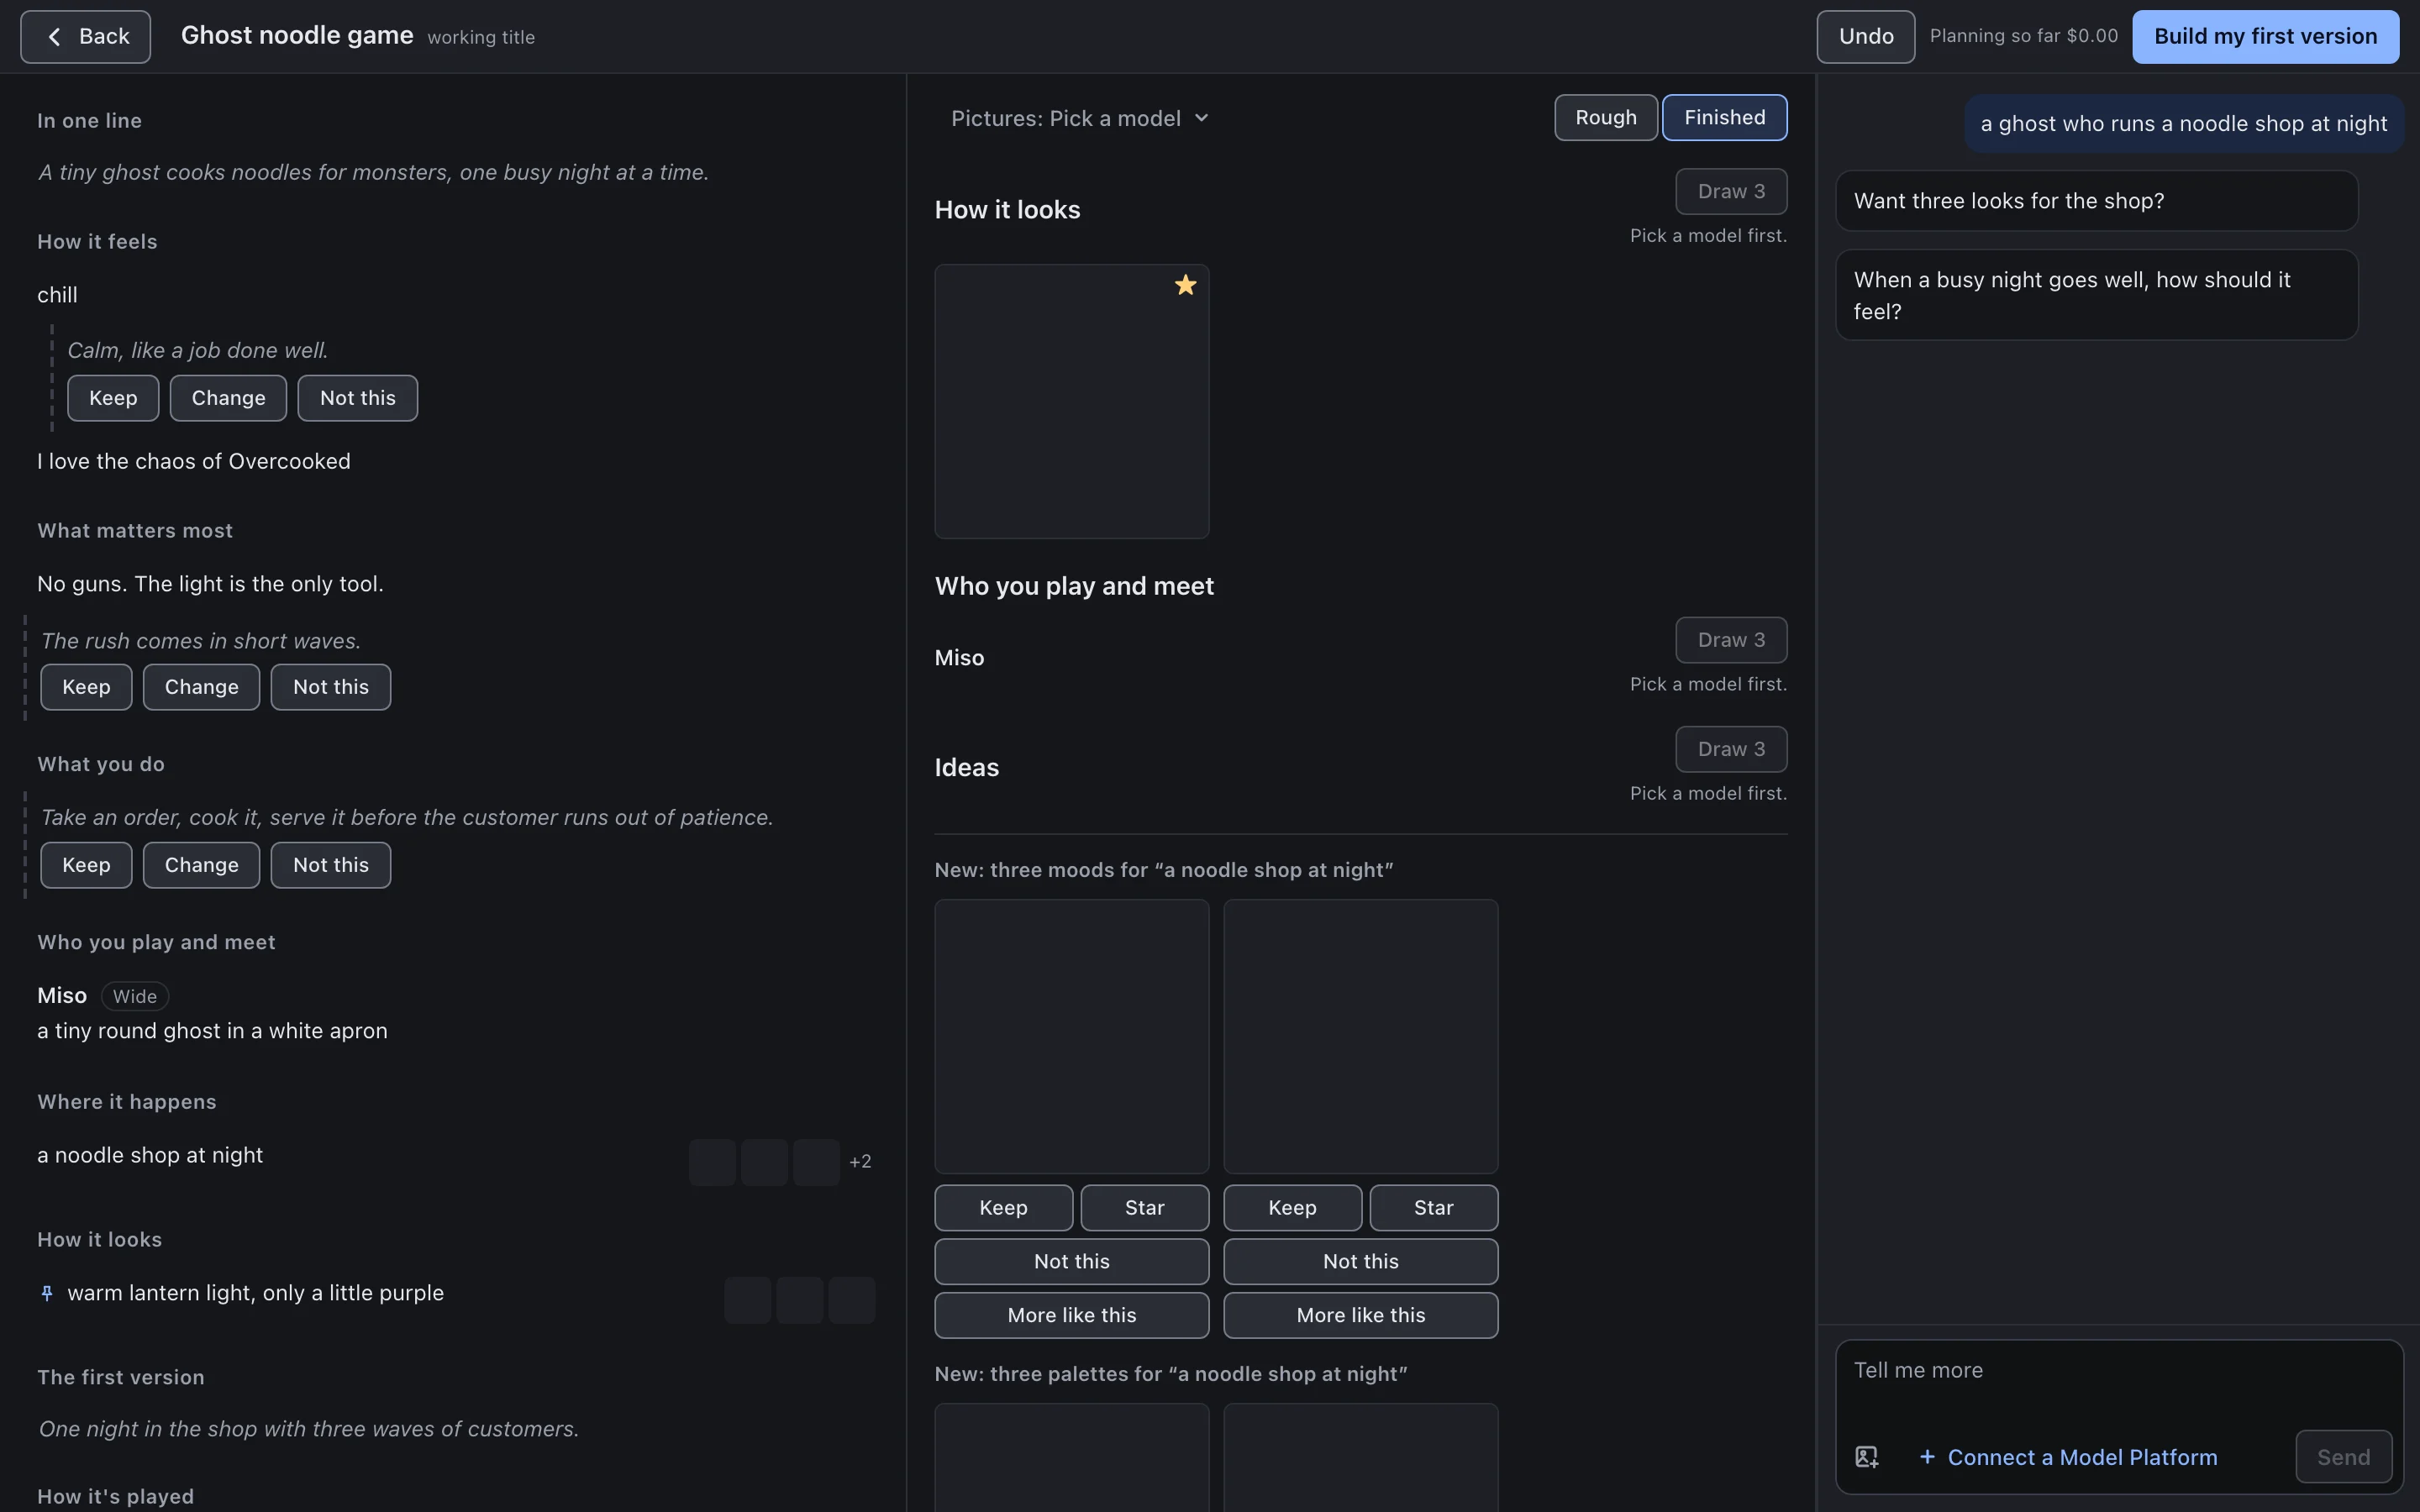 Back
Ghost noodle game working title
Undo
Planning so far $0.00
Build my first version
In one line
A tiny ghost cooks noodles for monsters, one busy night at a time.
How it feels
chill
Calm, like a job done well.
Keep
Change
Not this
I love the chaos of Overcooked
What matters most
No guns. The light is the only tool.
The rush comes in short waves.
Keep
Change
Not this
What you do
Take an order, cook it, serve it before the customer runs out of patience.
Keep
Change
Not this
Who you play and meet
Miso Wide
a tiny round ghost in a white apron
Where it happens
a noodle shop at night
+2
How it looks
warm lantern light, only a little purple
The first version
One night in the shop with three waves of customers.
How it's played
Pictures: Pick a model
Rough
Finished
How it looks
Draw 3
Pick a model first.
Who you play and meet
Miso
Draw 3
Pick a model first.
Ideas
Draw 3
Pick a model first.
New: three moods for “a noodle shop at night”
Keep
Star
Keep
Star
Not this
Not this
More like this
More like this
New: three palettes for “a noodle shop at night”
a ghost who runs a noodle shop at night
Want three looks for the shop?
When a busy night goes well, how should it
feel?
Tell me more
+ Connect a Model Platform
Send